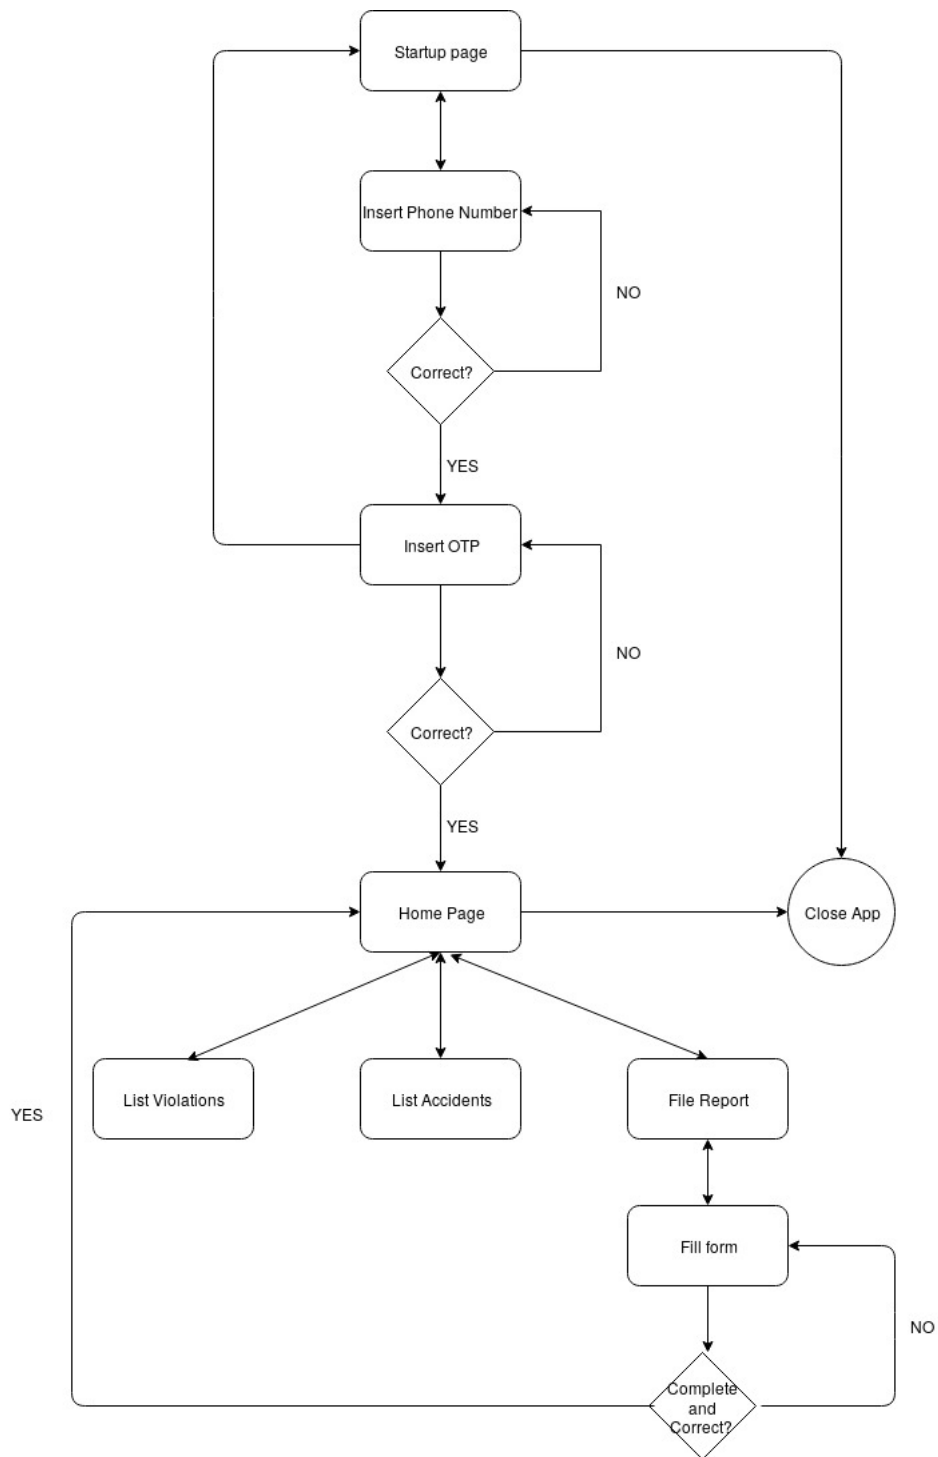 Startup page
Insert Phone Number
NO
Correct?
YES
Insert OTP
NO
Correct?
YES
Home Page
Close App
List Violations
List Accidents
File Report
YES
Fill form
NO
Complete
and
Correct?